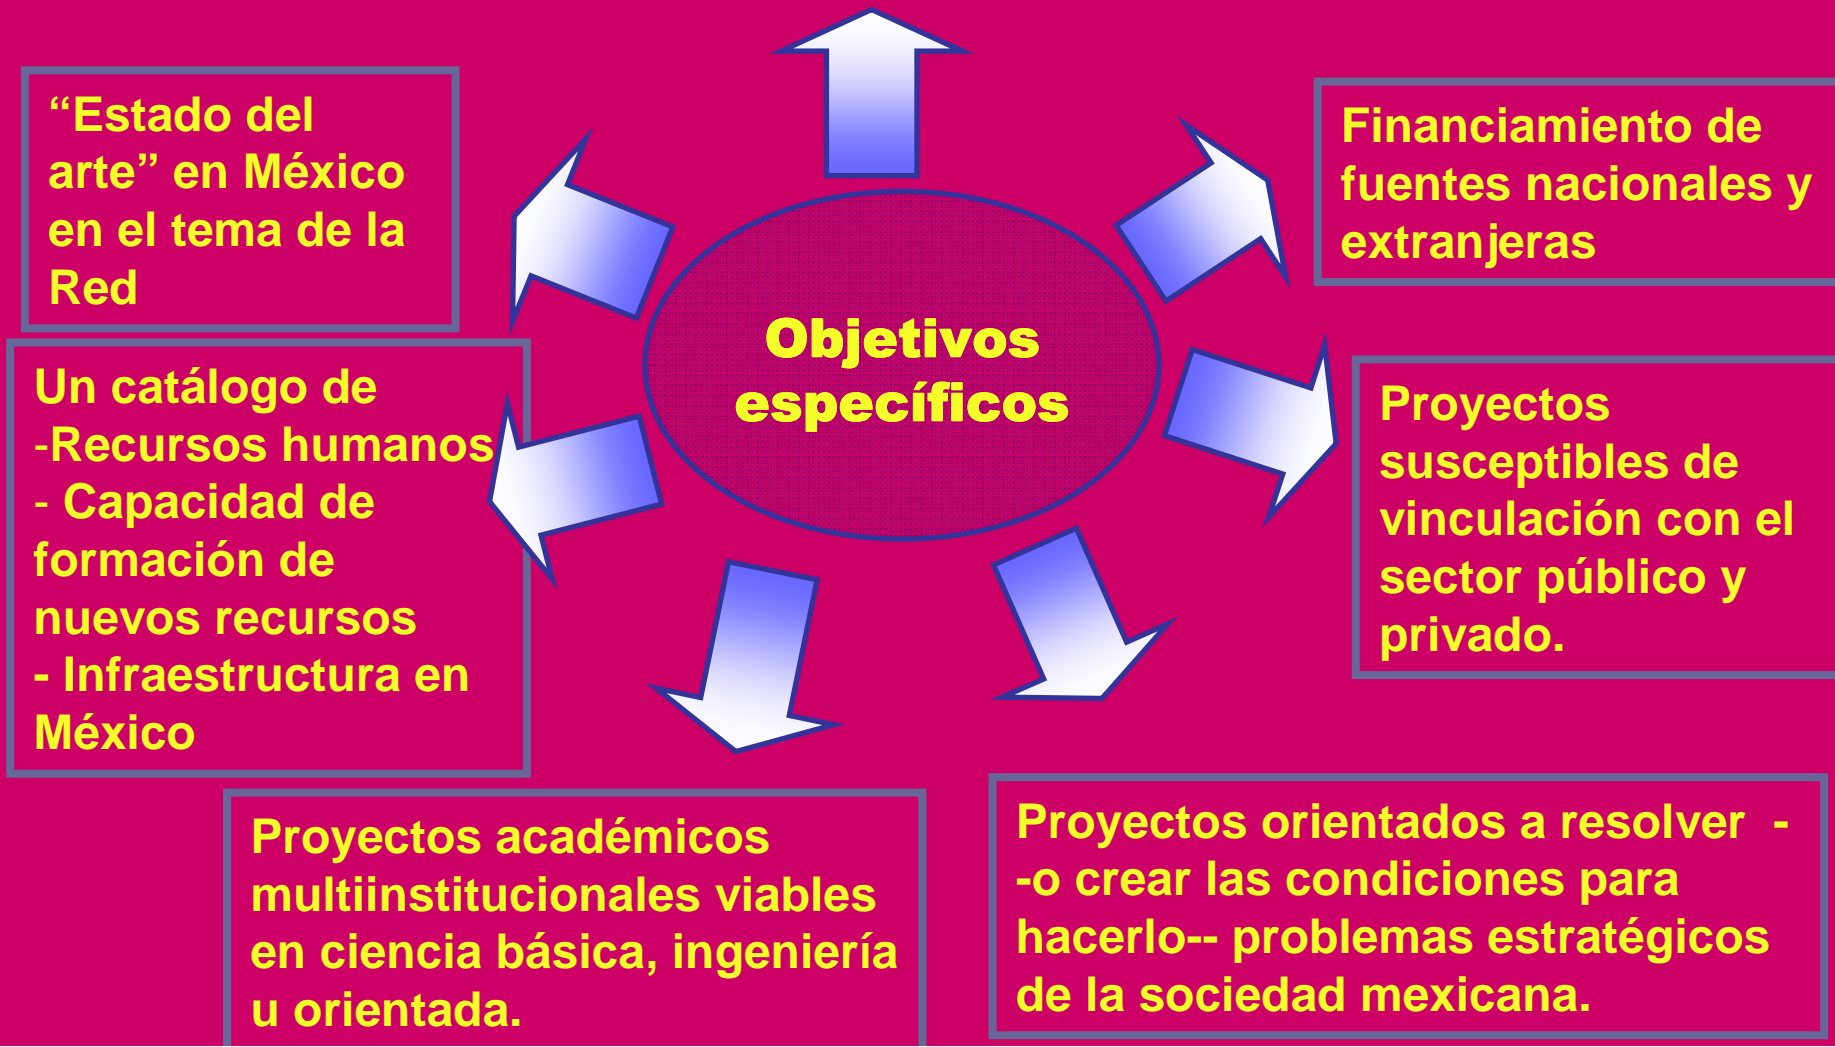 “Estado del
arte” en México
en el tema de la
Red
Financiamiento de
fuentes nacionales y
extranjeras
Objetivos
específicos
Un catálogo de
-Recursos humanos
- Capacidad de
formación de
nuevos recursos
- Infraestructura en
México
Proyectos
susceptibles de
vinculación con el
sector público y
privado.
Proyectos académicos
multiinstitucionales viables
en ciencia básica, ingeniería
u orientada.
Proyectos orientados a resolver -
-o crear las condiciones para
hacerlo-- problemas estratégicos
de la sociedad mexicana.